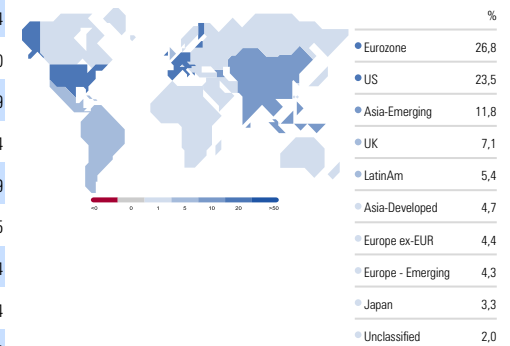 %
Eurozone 26,8
US 23,5
Asia-Emerging 11,8
UK 7,1
LatinAm 5,4
Asia-Developed 4,7
Europe ex-EUR 4,4
Europe - Emerging 4,3
Japan 3,3
Unclassified 2,0
<0 0 1 5 10 20 >50